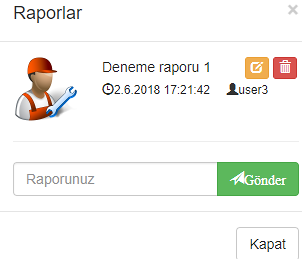 Raporlar
Deneme raporu 1
2.6.2018 17:21:42 user3
Raporunuz
Gönder
Kapat